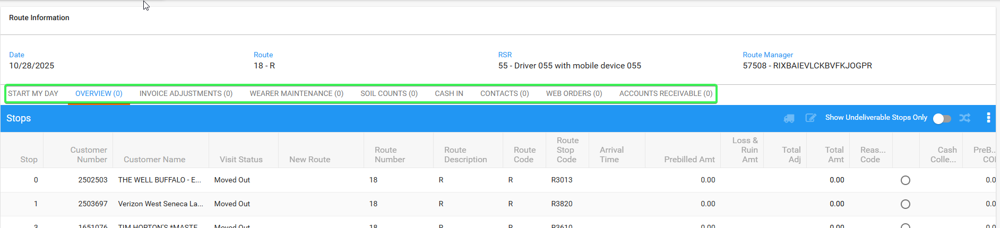 Route Information
Date Route RSR Route Manager
10/28/2025 18 - R 55 - Driver 055 with mobile device 055 57508 - RIXBAIEVLCKBVFKJOGPR
START MY DAY OVERVIEW (0) INVOICE ADJUSTMENTS (0) WEARER MAINTENANCE (0) SOIL COUNTS (0) CASH IN CONTACTS (0) WEB ORDERS (0) ACCOUNTS RECEIVABLE (0)
Stops Show Undeliverable Stops Only
Stop Customer Number Customer Name Visit Status New Route Route Number Route Description Route Code Route Stop Code Arrival Time Prebilled Amt Loss & Ruin Amt Total Adj Total Amt Reas... Code Cash Colle... PreB... COI
0 2502503 THE WELL BUFFALO - E... Moved Out 18 R R R3013 0.00 0.00 0.0
1 2503697 Verizon West Seneca La... Moved Out 18 R R R3820 0.00 0.00 0.0
3 1651076 TIM HORTON'S *MASTE... Moved Out 18 R R R3610 0.00 0.00 0.0